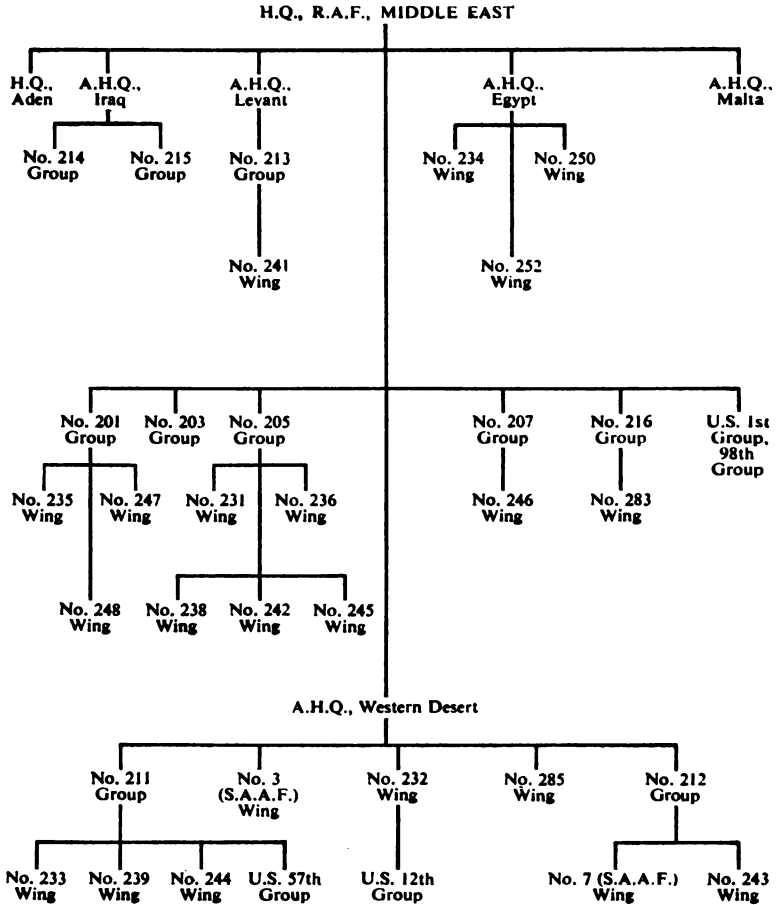 H.Q., R.A.F., MIDDLE EAST
H.Q.,
Aden
A.H.Q.,
Iraq
A.H.Q.,
Levant
A.H.Q.,
Egypt
A.H.Q.,
Malta
No. 214
Group
No. 215
Group
No. 213
Group
No. 234
Wing
No. 250
Wing
No. 241
Wing
No. 252
Wing
No. 201
Group
No. 203
Group
No. 205
Group
No. 207
Group
No. 216
Group
U.S. 1st
Group,
98th
Group
No. 235
Wing
No. 247
Wing
No. 231
Wing
No. 236
Wing
No. 246
Wing
No. 283
Wing
No. 248
Wing
No. 238
Wing
No. 242
Wing
No. 245
Wing
A.H.Q., Western Desert
No. 211
Group
No. 3
(S.A.A.F.)
Wing
No. 232
Wing
No. 285
Wing
No. 212
Group
No. 233
Wing
No. 239
Wing
No. 244
Wing
U.S. 57th
Group
U.S. 12th
Group
No. 7 (S.A.A.F.)
Wing
No. 243
Wing